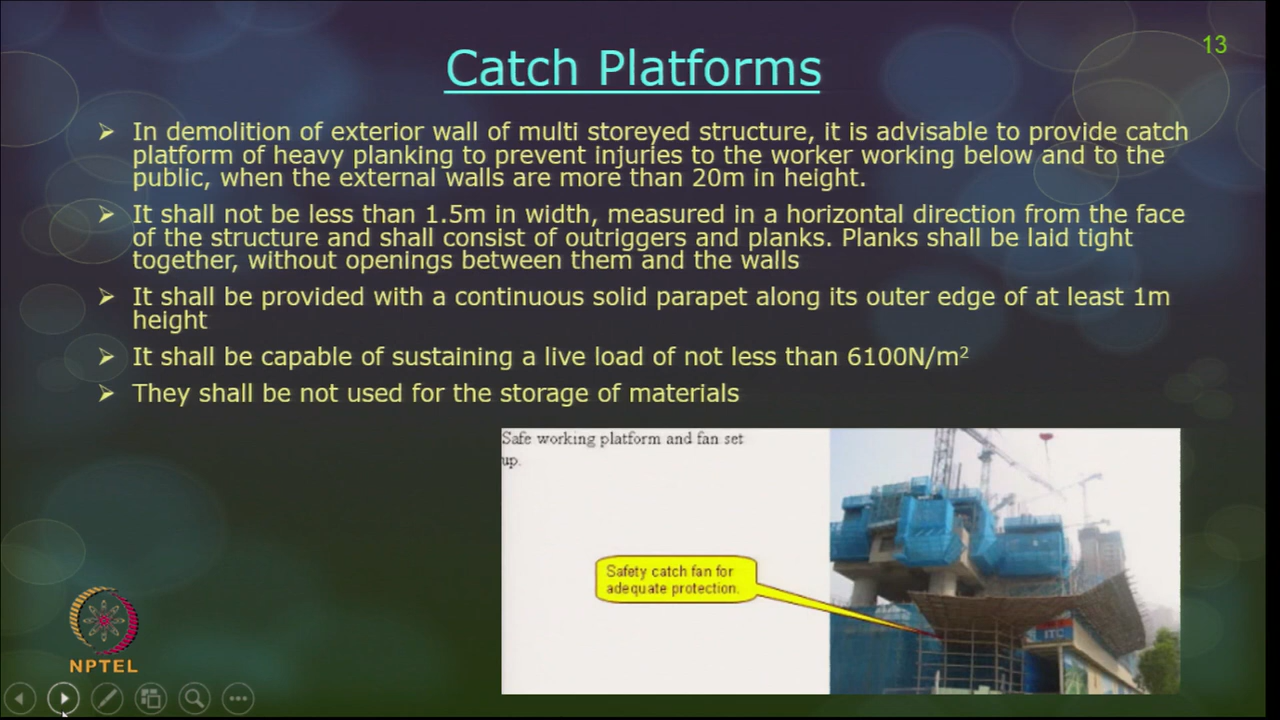 13
Catch Platforms
➢ In demolition of exterior wall of multi storeyed structure, it is advisable to provide catch
platform of heavy planking to prevent injuries to the worker working below and to the
public, when the external walls are more than 20m in height.
➢ It shall not be less than 1.5m in width, measured in a horizontal direction from the face
of the structure and shall consist of outriggers and planks. Planks shall be laid tight
together, without openings between them and the walls
➢ It shall be provided with a continuous solid parapet along its outer edge of at least 1m
height
➢ It shall be capable of sustaining a live load of not less than 6100N/m²
➢ They shall be not used for the storage of materials
Safe working platform and fan set
up.
Safety catch fan for
adequate protection.
ITC
NPTEL